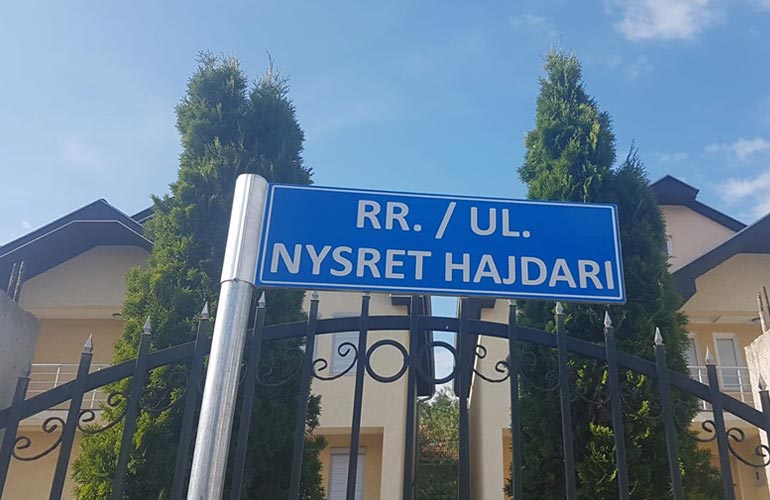 RR. / UL.
NYSRET HAJDARI